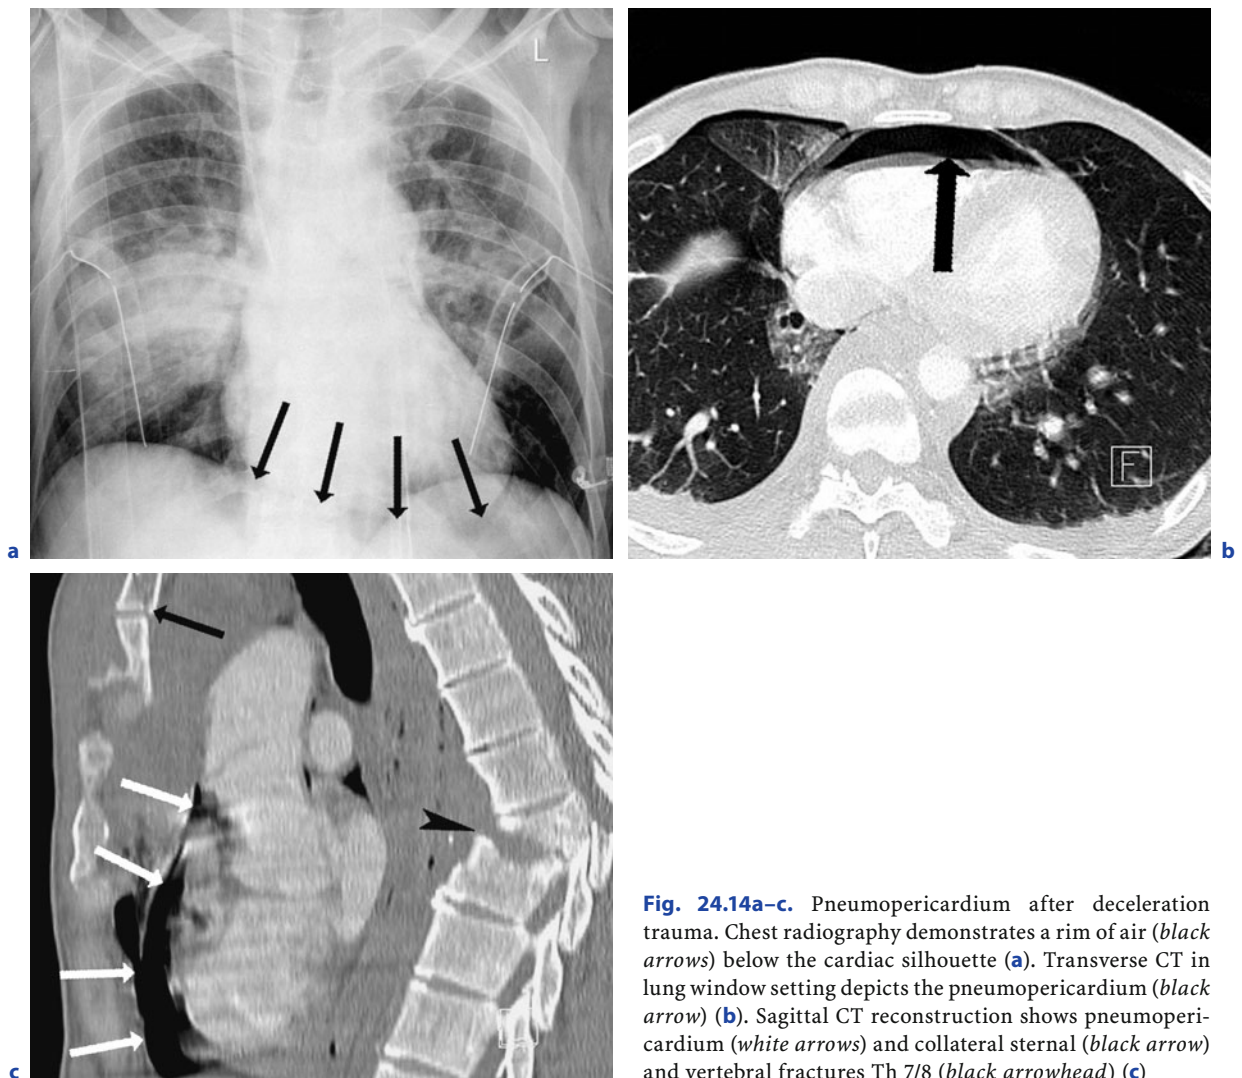 L
a
F
b
c
Fig. 24.14a–c. Pneumopericardium after deceleration
trauma. Chest radiography demonstrates a rim of air (black
arrows) below the cardiac silhouette (a). Transverse CT in
lung window setting depicts the pneumopericardium (black
arrow) (b). Sagittal CT reconstruction shows pneumoperi-
cardium (white arrows) and collateral sternal (black arrow)
and vertebral fractures Th 7/8 (black arrowhead) (c)